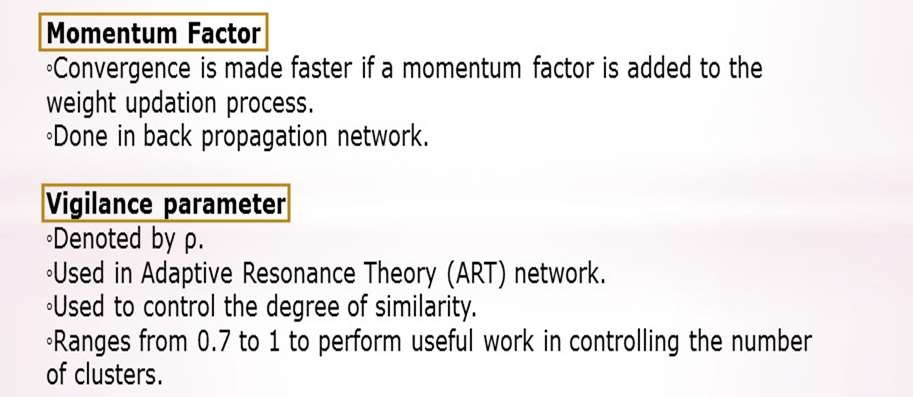 Momentum Factor
◦Convergence is made faster if a momentum factor is added to the
weight updation process.
◦Done in back propagation network.
Vigilance parameter
◦Denoted by ρ.
◦Used in Adaptive Resonance Theory (ART) network.
◦Used to control the degree of similarity.
◦Ranges from 0.7 to 1 to perform useful work in controlling the number
of clusters.